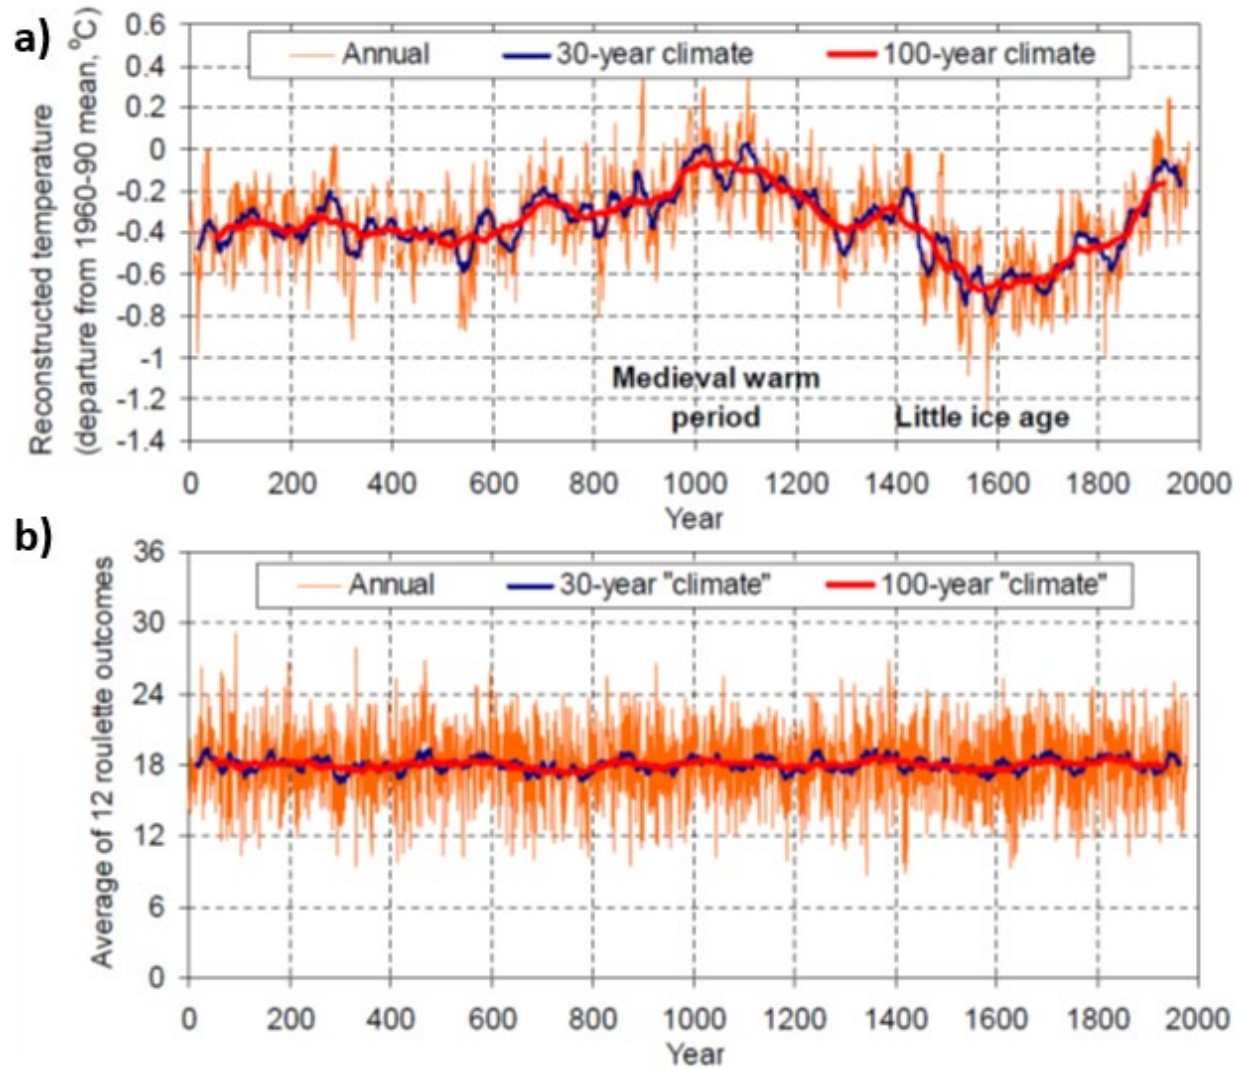 a)
Reconstructed temperature
(departure from 1960-90 mean, °C)
0.6
0.4
0.2
0
-0.2
-0.4
-0.6
-0.8
-1
-1.2
-1.4
Annual 30-year climate 100-year climate
Medieval warm
period
Little ice age
0 200 400 600 800 1000 1200 1400 1600 1800 2000
Year
b)
Average of 12 roulette outcomes
36
30
24
18
12
6
0
Annual 30-year "climate" 100-year "climate"
0 200 400 600 800 1000 1200 1400 1600 1800 2000
Year